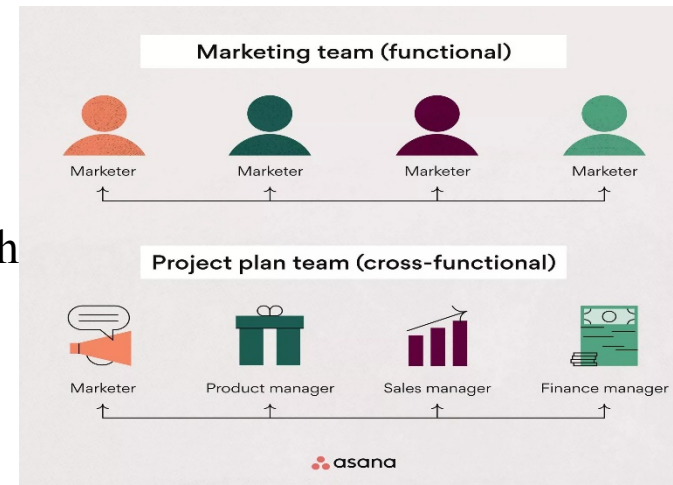 Marketing team (functional)
Marketer Marketer Marketer Marketer
h
Project plan team (cross-functional)
Marketer Product manager Sales manager Finance manager
asana